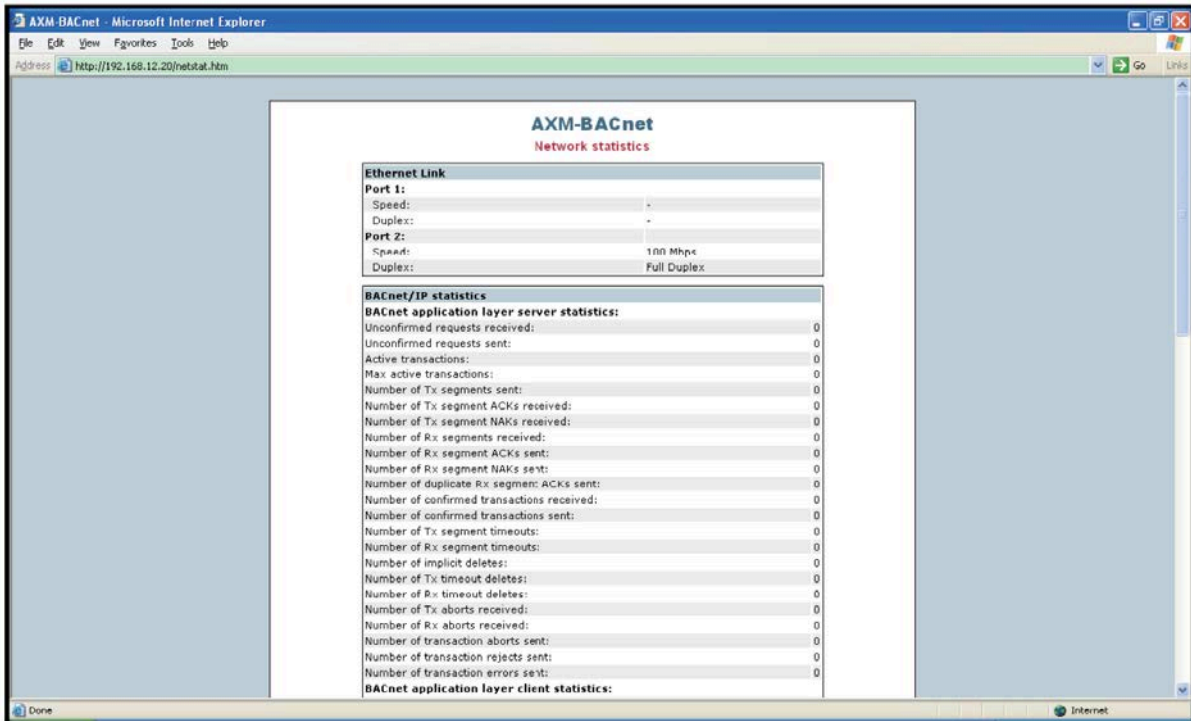 AXM-BACnet - Microsoft Internet Explorer
File Edit View Favorites Tools Help
Address http://192.168.12.20/netstat.htm Go Links
AXM-BACnet
Network statistics
Ethernet Link
Port 1:
Speed: -
Duplex: -
Port 2:
Speed: 100 Mbps
Duplex: Full Duplex
BACnet/IP statistics
BACnet application layer server statistics:
Unconfirmed requests received: 0
Unconfirmed requests sent: 0
Active transactions: 0
Max active transactions: 0
Number of Tx segments sent: 0
Number of Tx segment ACKs received: 0
Number of Tx segment NAKs received: 0
Number of Rx segments received: 0
Number of Rx segment ACKs sent: 0
Number of Rx segment NAKs sent: 0
Number of duplicate Rx segment ACKs sent: 0
Number of confirmed transactions received: 0
Number of confirmed transactions sent: 0
Number of Tx segment timeouts: 0
Number of Rx segment timeouts: 0
Number of implicit deletes: 0
Number of Tx timeout deletes: 0
Number of Rx timeout deletes: 0
Number of Tx aborts received: 0
Number of Rx aborts received: 0
Number of transaction aborts sent: 0
Number of transaction rejects sent: 0
Number of transaction errors sent: 0
BACnet application layer client statistics:
Done Internet